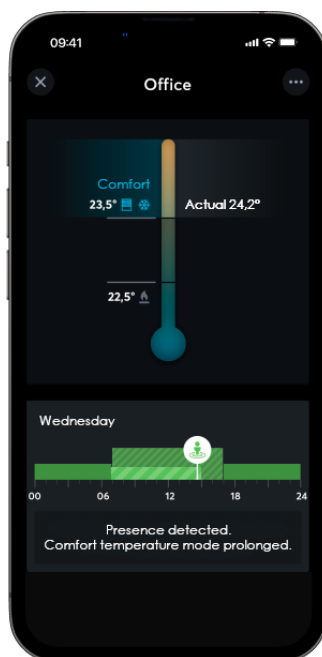 09:41
Office
Comfort
23,5°
Actual 24,2°
22,5°
Wednesday
00 06 12 18 24
Presence detected.
Comfort temperature mode prolonged.